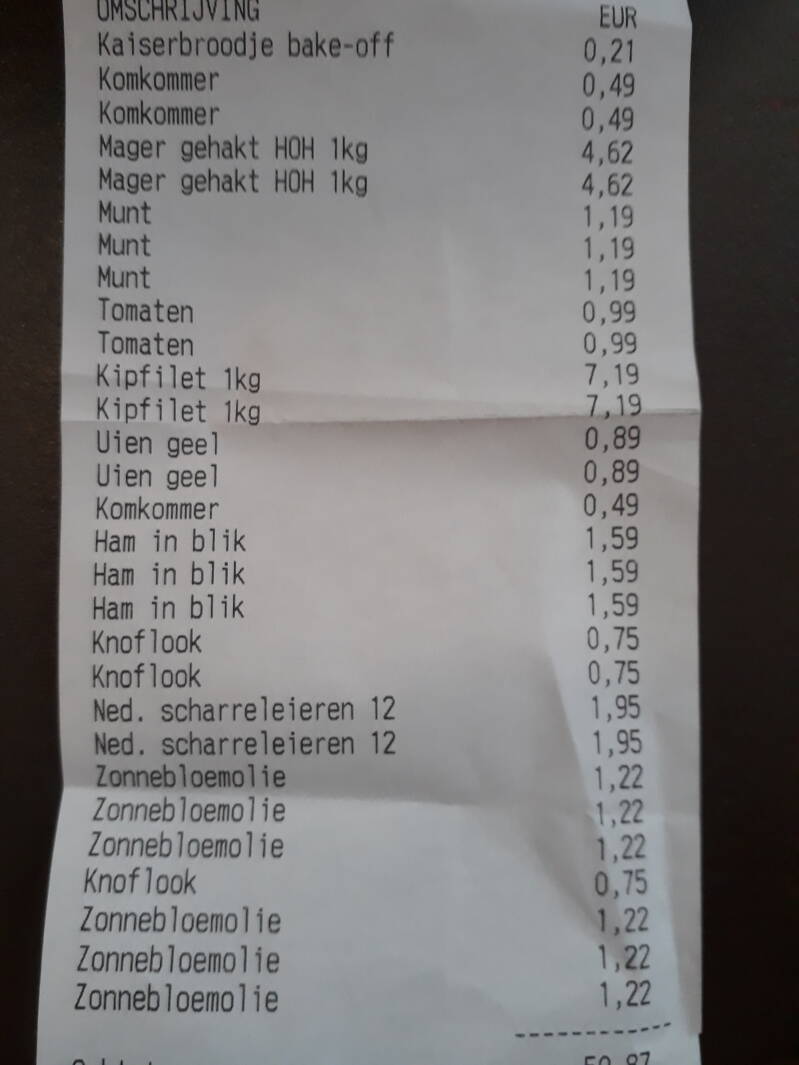 OMSCHRIJVING EUR
Kaiserbroodje bake-off 0,21
Komkommer 0,49
Komkommer 0,49
Mager gehakt HOH 1kg 4,62
Mager gehakt HOH 1kg 4,62
Munt 1,19
Munt 1,19
Munt 1,19
Tomaten 0,99
Tomaten 0,99
Kipfilet 1kg 7,19
Kipfilet 1kg 7,19
Uien geel 0,89
Uien geel 0,89
Komkommer 0,49
Ham in blik 1,59
Ham in blik 1,59
Ham in blik 1,59
Knoflook 0,75
Knoflook 0,75
Ned. scharreleieren 12 1,95
Ned. scharreleieren 12 1,95
Zonnebloemolie 1,22
Zonnebloemolie 1,22
Zonnebloemolie 1,22
Knoflook 0,75
Zonnebloemolie 1,22
Zonnebloemolie 1,22
Zonnebloemolie 1,22
50,87